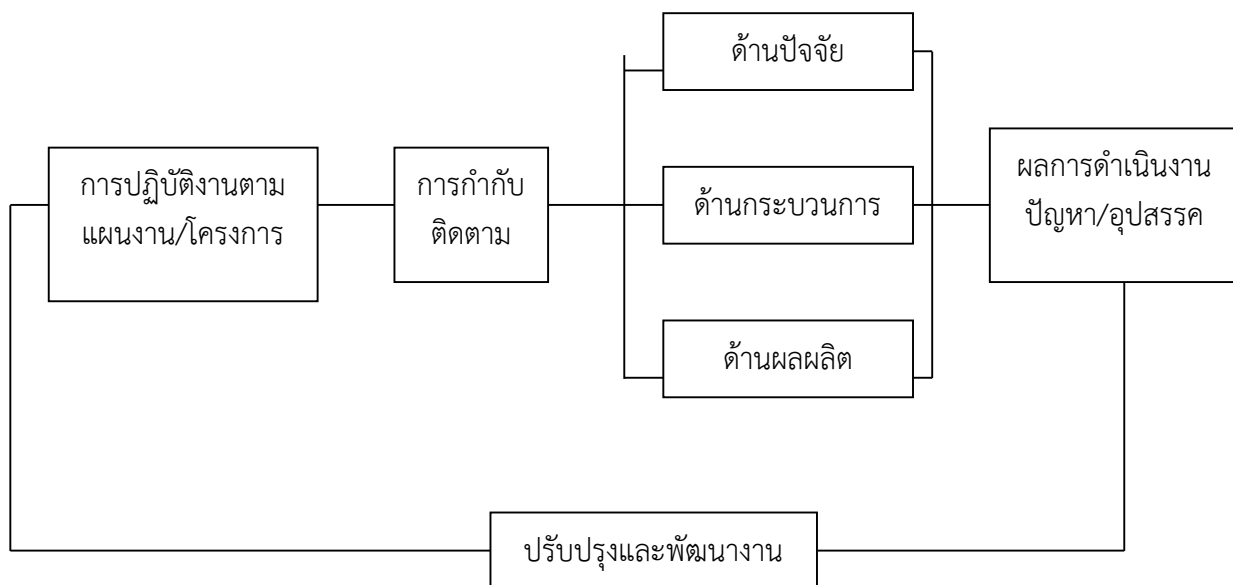 ด้านปัจจัย
การปฏิบัติงานตาม
แผนงาน/โครงการ
การกำกับ
ติดตาม
ด้านกระบวนการ
ผลการดำเนินงาน
ปัญหา/อุปสรรค
ด้านผลผลิต
ปรับปรุงและพัฒนางาน